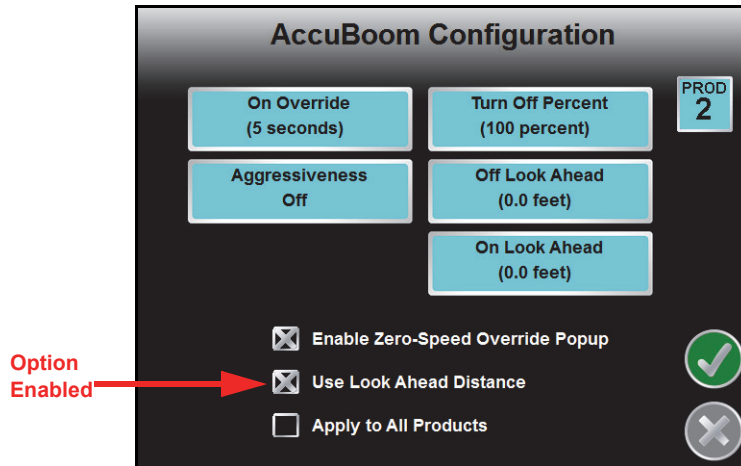 AccuBoom Configuration
On Override
(5 seconds)
Turn Off Percent
(100 percent)
PROD
2
Aggressiveness
Off
Off Look Ahead
(0.0 feet)
On Look Ahead
(0.0 feet)
Enable Zero-Speed Override Popup
Option
Enabled
Use Look Ahead Distance
Apply to All Products